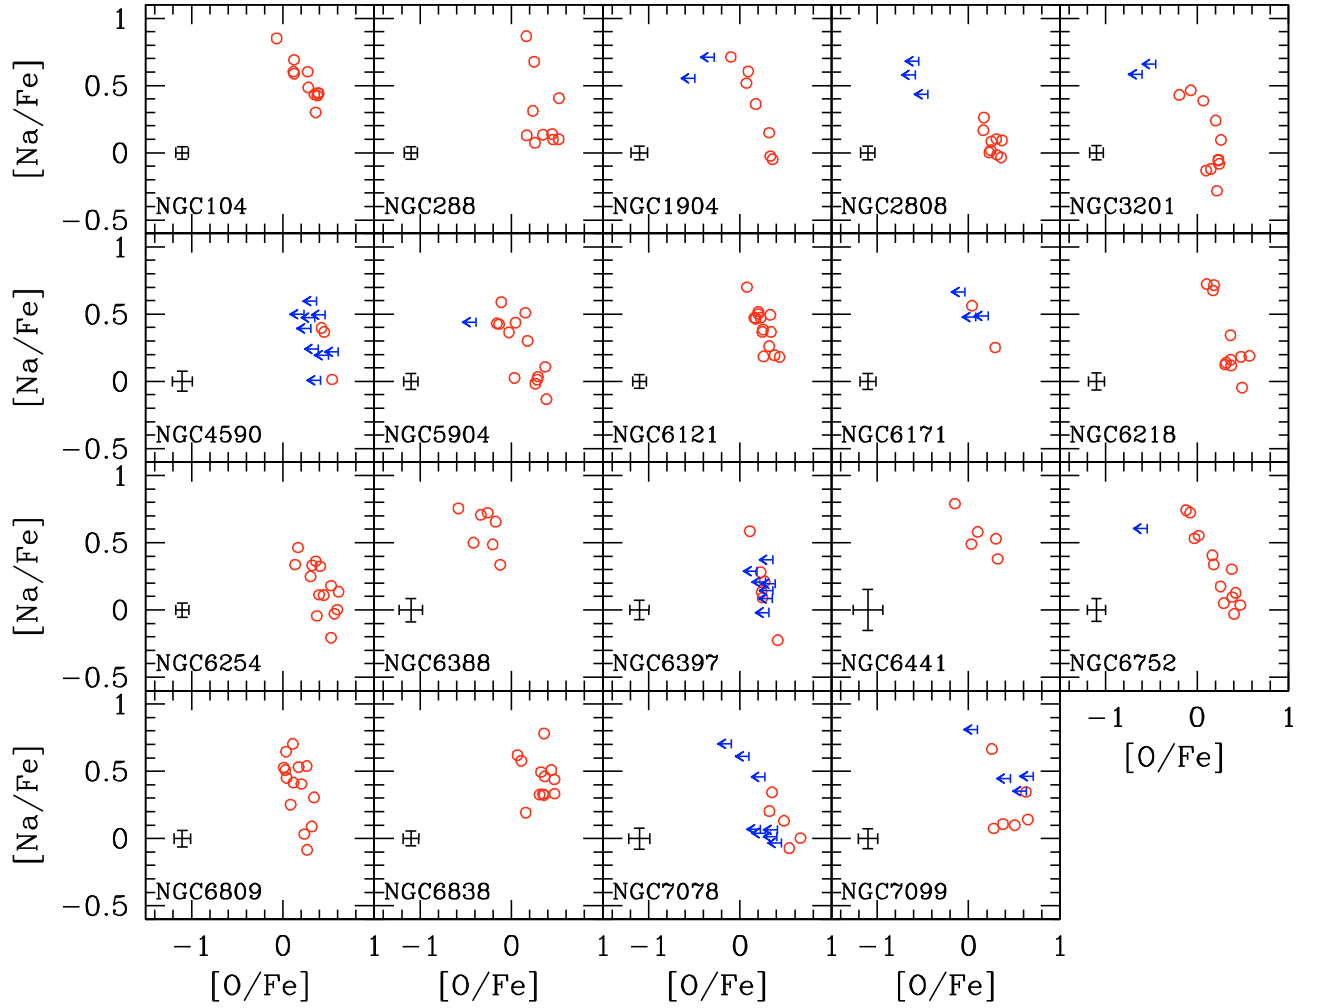 1
0.5
0
−0.5
[Na/Fe]
NGC104
NGC288
NGC1904
NGC2808
NGC3201
1
0.5
0
−0.5
[Na/Fe]
NGC4590
NGC5904
NGC6121
NGC6171
NGC6218
1
0.5
0
−0.5
[Na/Fe]
NGC6254
NGC6388
NGC6397
NGC6441
NGC6752
−1 0 1
[O/Fe]
1
0.5
0
−0.5
[Na/Fe]
NGC6809
NGC6838
NGC7078
NGC7099
−1 0 1 −1 0 1 −1 0 1 −1 0
[O/Fe] [O/Fe] [O/Fe] [O/Fe]